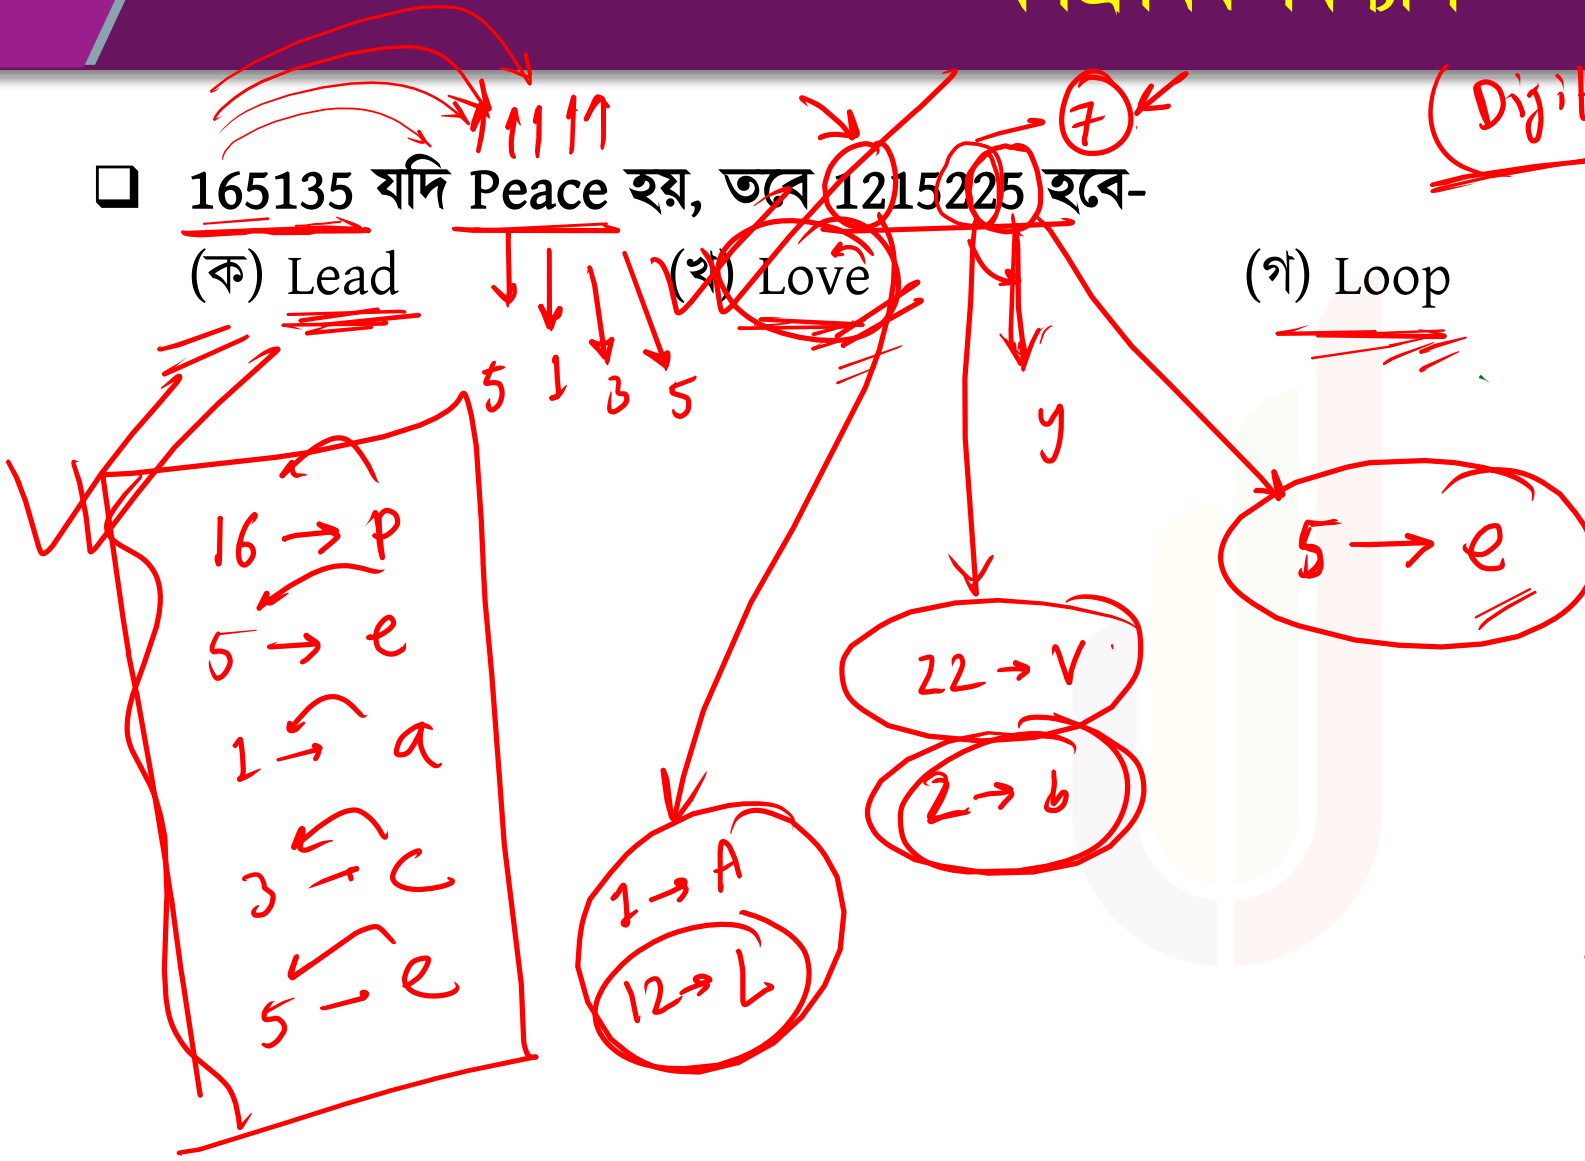 Digit
7
❑ 165135 যদি Peace হয়, তবে 1215225 হবে-
(ক) Lead (খ) Love (গ) Loop
5 1 3 5
y
16 → P
5 → e
1 → a
3 → C
5 → e
1 → A
12 → L
22 → V
2 → b
5 → e